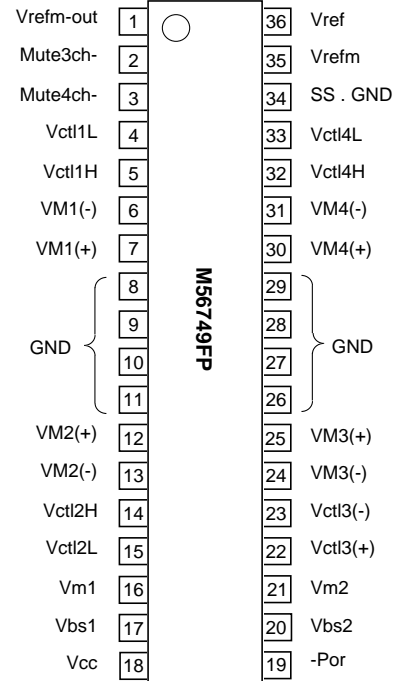 Vrefm-out 1 36 Vref
Mute3ch- 2 35 Vrefm
Mute4ch- 3 34 SS . GND
Vctl1L 4 33 Vctl4L
Vctl1H 5 32 Vctl4H
VM1(-) 6 31 VM4(-)
VM1(+) 7 30 VM4(+)
8 29
9 28
GND GND
10 27
11 26
M56749FP
VM2(+) 12 25 VM3(+)
VM2(-) 13 24 VM3(-)
Vctl2H 14 23 Vctl3(-)
Vctl2L 15 22 Vctl3(+)
Vm1 16 21 Vm2
Vbs1 17 20 Vbs2
Vcc 18 19 -Por